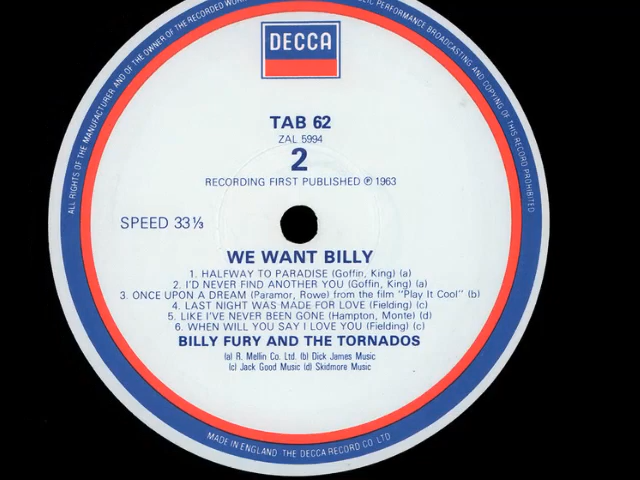 ALL RIGHTS OF THE MANUFACTURER AND OF THE OWNER OF THE RECORDED WORK
PUBLIC PERFORMANCE BROADCASTING AND COPYING OF THIS RECORD PROHIBITED
DECCA
TAB 62
ZAL 5994
2
RECORDING FIRST PUBLISHED ℗ 1963
SPEED 33⅓
WE WANT BILLY
1. HALFWAY TO PARADISE (Goffin, King) (a)
2. I'D NEVER FIND ANOTHER YOU (Goffin, King) (a)
3. ONCE UPON A DREAM (Paramor, Rowe) from the film "Play It Cool" (b)
4. LAST NIGHT WAS MADE FOR LOVE (Fielding) (c)
5. LIKE I'VE NEVER BEEN GONE (Hampton, Monte) (d)
6. WHEN WILL YOU SAY I LOVE YOU (Fielding) (c)
BILLY FURY AND THE TORNADOS
(a) R. Mellin Co. Ltd. (b) Dick James Music
(c) Jack Good Music (d) Skidmore Music
MADE IN ENGLAND THE DECCA RECORD CO LTD